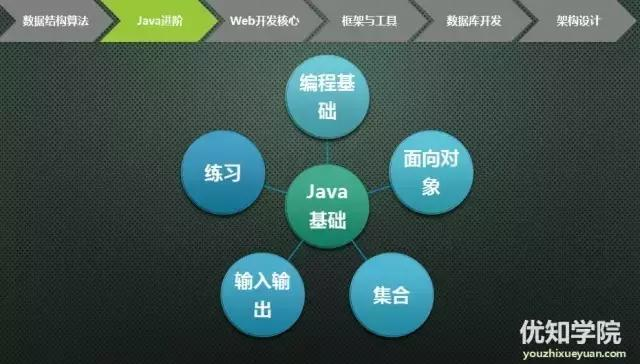 数据结构算法
Java进阶
Web开发核心
框架与工具
数据库开发
架构设计
编程基
础
练习
面向对
象
Java
基础
输入输
出
集合
优知学院
youzhixueyuan.com